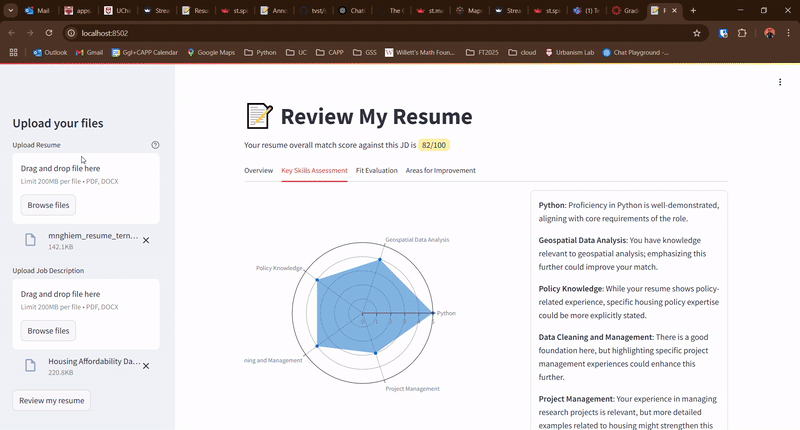 Mail
apps.
UChi
Strea
Resu
st.spe
Anno
tvst/s
Chat
The C
st.ma
Map
Strea
st.sp
(1) Te
Grad
localhost:8502
Outlook
Gmail
Ggl+CAPP Calendar
Google Maps
Python
UC
CAPP
GSS
Willett's Math Foun...
FT2025
cloud
Urbanism Lab
Chat Playground -...
Upload your files
Upload Resume
Drag and drop file here
Limit 200MB per file • PDF, DOCX
Browse files
mnghiem_resume_tern...
142.1KB
Upload Job Description
Drag and drop file here
Limit 200MB per file • PDF, DOCX
Browse files
Housing Affordability Da...
220.8KB
Review my resume
Review My Resume
Your resume overall match score against this JD is 82/100
Overview
Key Skills Assessment
Fit Evaluation
Areas for Improvement
Geospatial Data Analysis
Policy Knowledge
Python
ning and Management
Project Management
Python: Proficiency in Python is well-demonstrated,
aligning with core requirements of the role.
Geospatial Data Analysis: You have knowledge
relevant to geospatial analysis; emphasizing this
further could improve your match.
Policy Knowledge: While your resume shows policy-
related experience, specific housing policy expertise
could be more explicitly stated.
Data Cleaning and Management: There is a good
foundation here, but highlighting specific project
management experiences could enhance this
further.
Project Management: Your experience in managing
research projects is relevant, but more detailed
examples related to housing might strengthen this